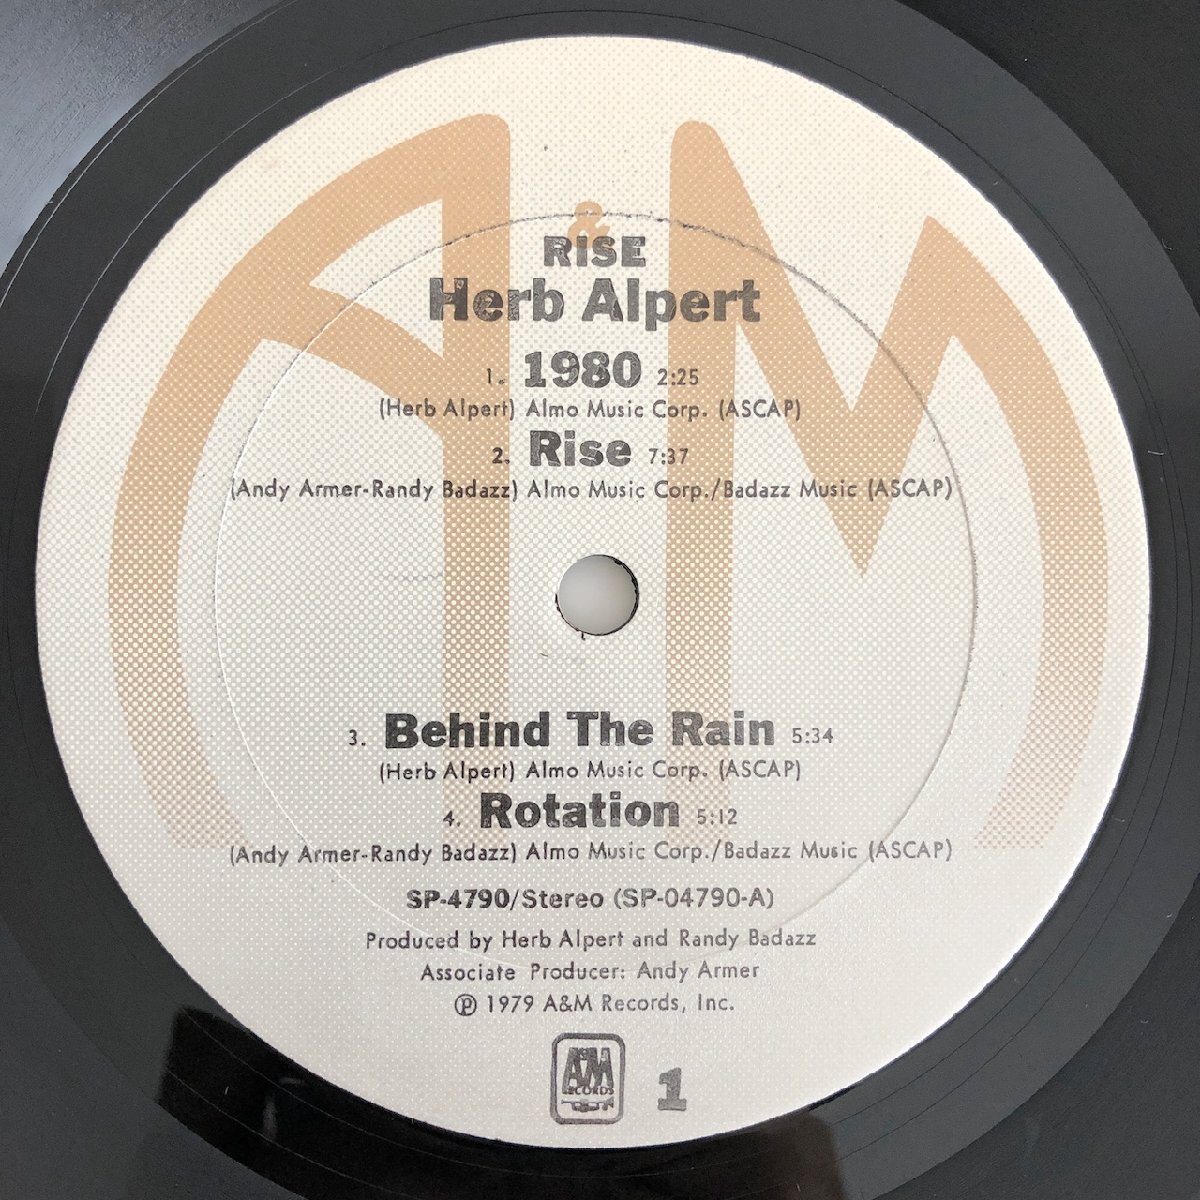 A&M
RISE
Herb Alpert
1. 1980 2:25
(Herb Alpert) Almo Music Corp. (ASCAP)
2. Rise 7:37
(Andy Armer-Randy Badazz) Almo Music Corp./Badazz Music (ASCAP)
3. Behind The Rain 5:34
(Herb Alpert) Almo Music Corp. (ASCAP)
4. Rotation 5:12
(Andy Armer-Randy Badazz) Almo Music Corp./Badazz Music (ASCAP)
SP-4790/Stereo (SP-04790-A)
Produced by Herb Alpert and Randy Badazz
Associate Producer: Andy Armer
℗ 1979 A&M Records, Inc.
A&M
RECORDS
1